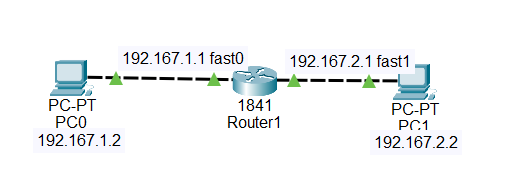 192.167.1.1 fast0
192.167.2.1 fast1
PC-PT
PC0
192.167.1.2
1841
Router1
PC-PT
PC1
192.167.2.2